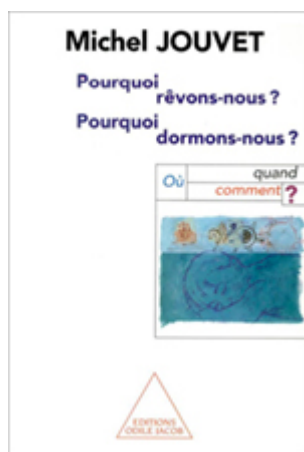 Michel JOUVET
Pourquoi
rêvons-nous ?
Pourquoi
dormons-nous ?
Où
quand
comment ?
EDITIONS
ODILE JACOB